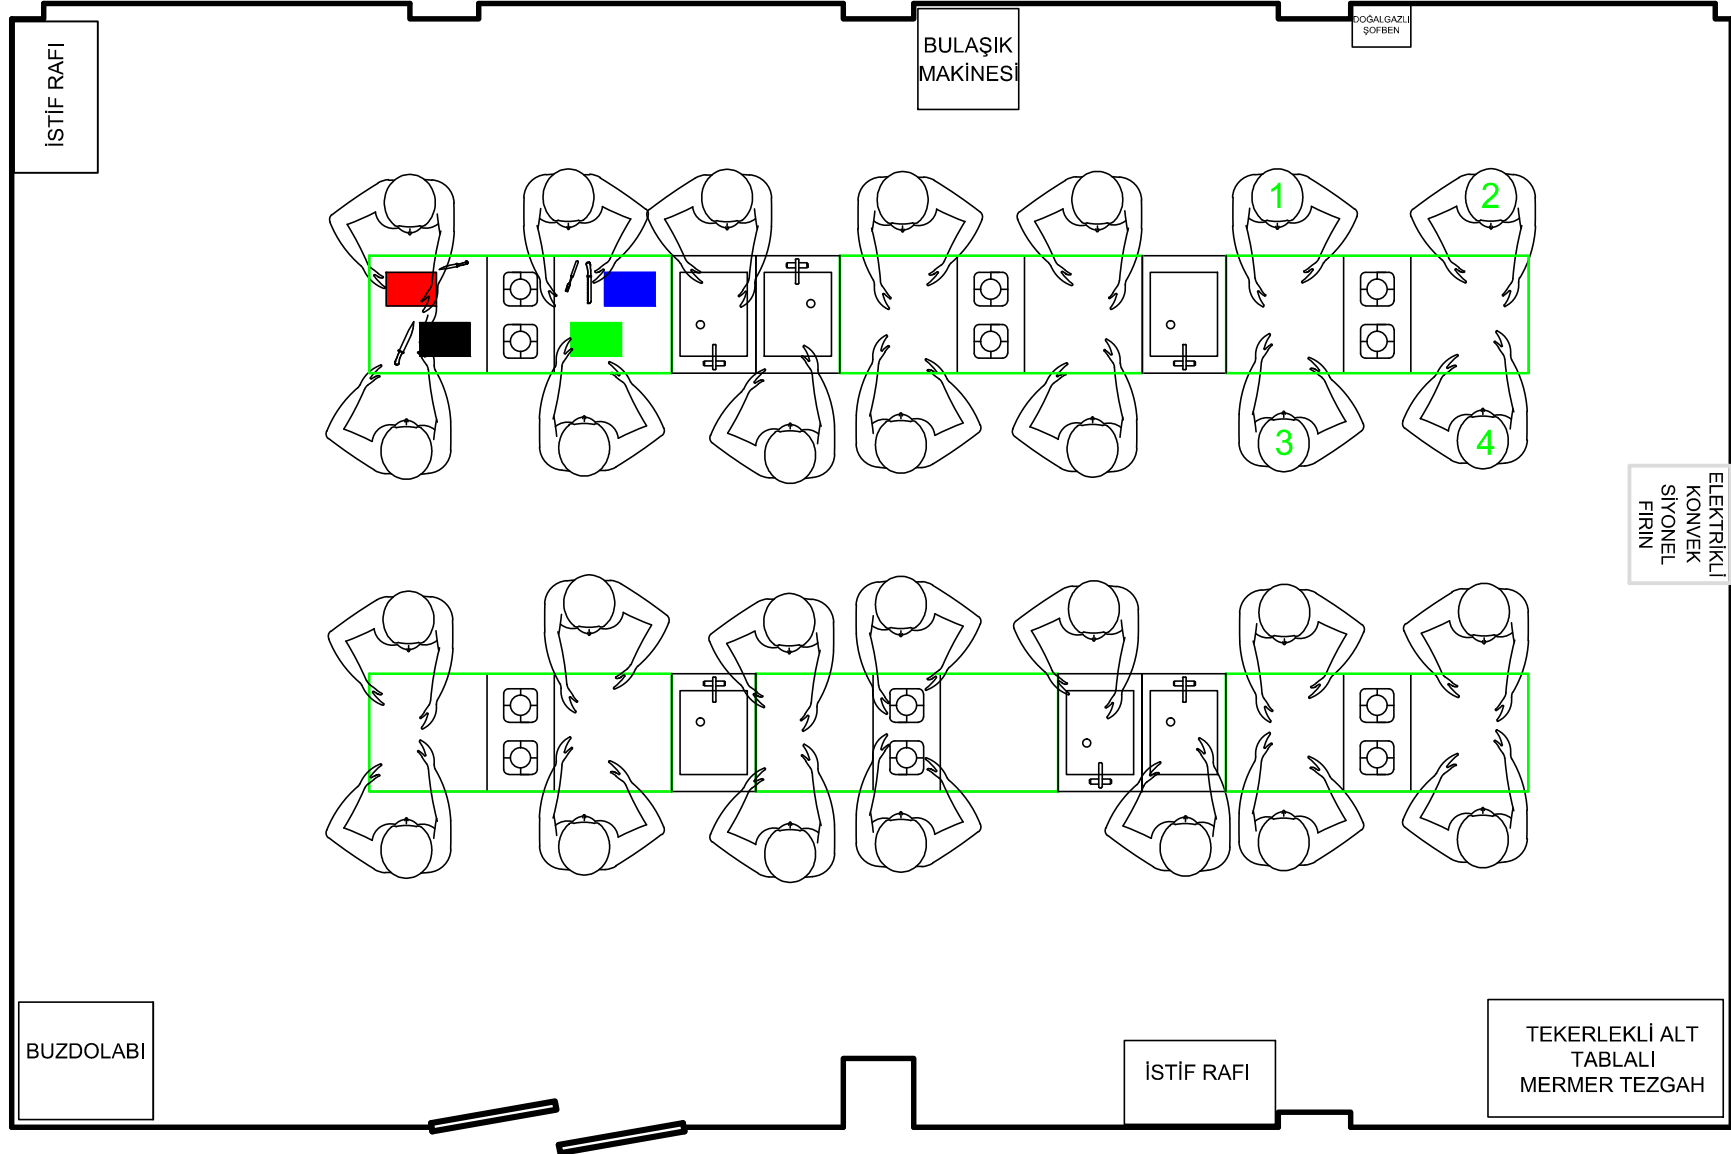 İSTİF RAFI
BULAŞIK
MAKİNESİ
DOĞALGAZLI
ŞOFBEN
1
2
3
4
ELEKTRİKLİ
KONVEK
SİYONEL
FIRIN
BUZDOLABI
İSTİF RAFI
TEKERLEKLİ ALT
TABLALI
MERMER TEZGAH